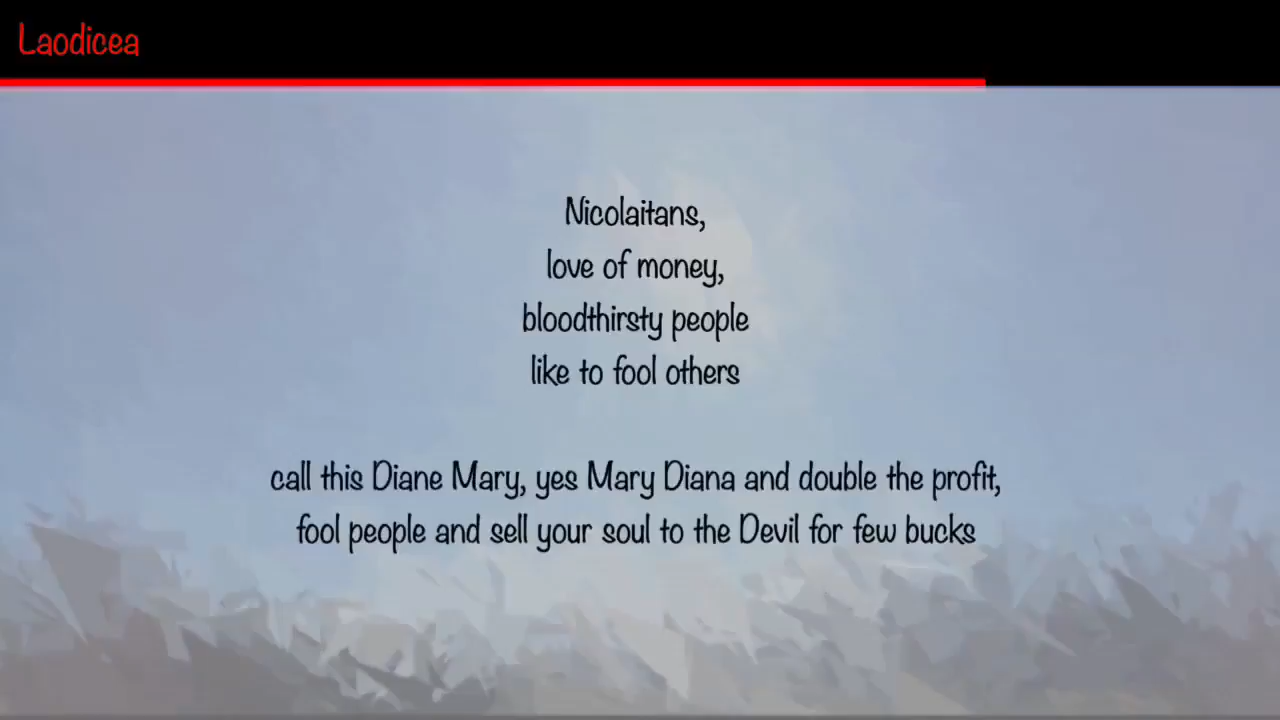 Laodicea
Nicolaitans,
love of money,
bloodthirsty people
like to fool others
call this Diane Mary, yes Mary Diana and double the profit,
fool people and sell your soul to the Devil for few bucks